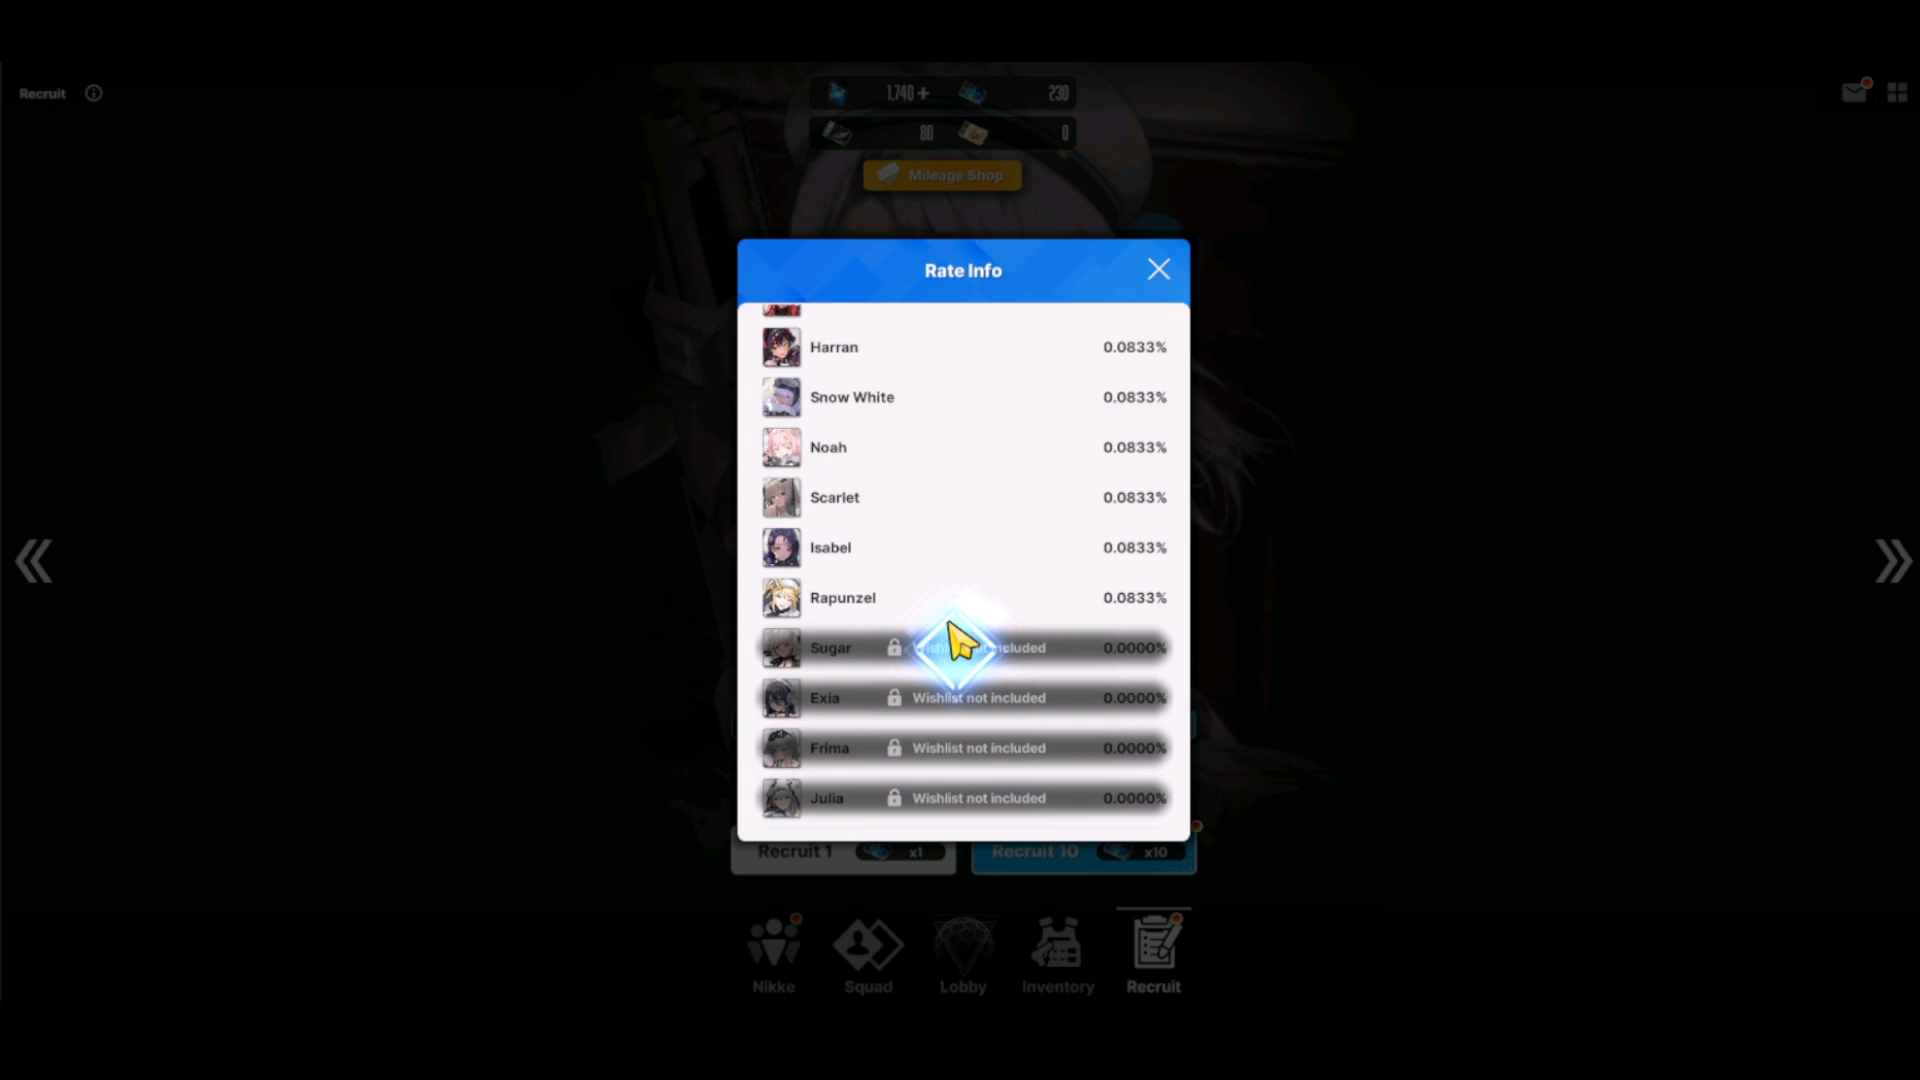 Recruit
1,740 + 230
80 0
Mileage Shop
Rate Info
Harran 0.0833%
Snow White 0.0833%
Noah 0.0833%
Scarlet 0.0833%
Isabel 0.0833%
Rapunzel 0.0833%
Sugar Wishlist not included 0.0000%
Exia Wishlist not included 0.0000%
Frima Wishlist not included 0.0000%
Julia Wishlist not included 0.0000%
Recruit 1 x1 Recruit 10 x10
Nikke Squad Lobby Inventory Recruit